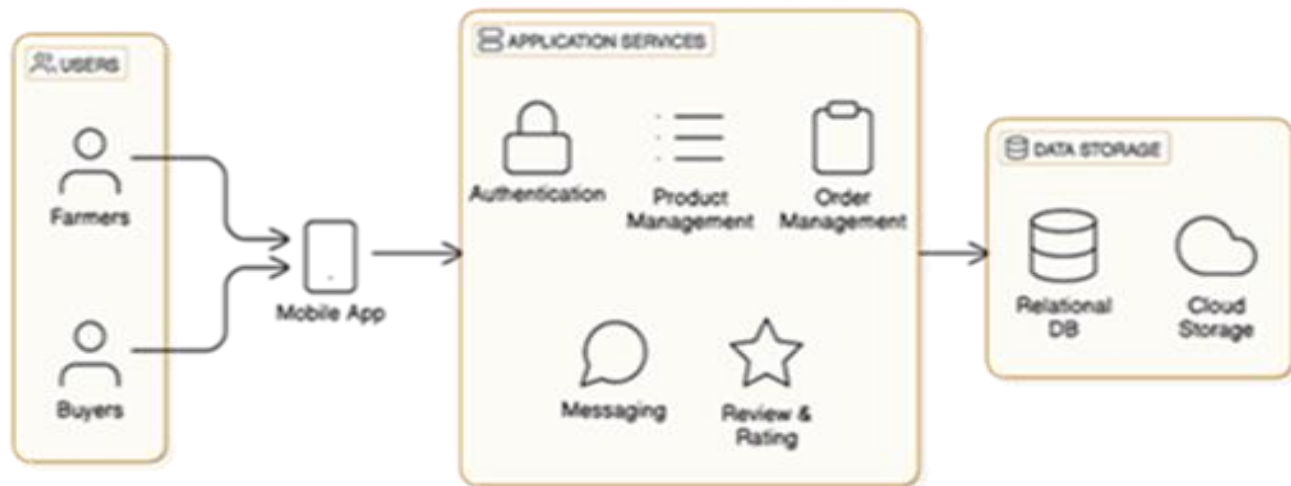 USERS
Farmers
Buyers
Mobile App
APPLICATION SERVICES
Authentication
Product
Management
Order
Management
Messaging
Review &
Rating
DATA STORAGE
Relational
DB
Cloud
Storage